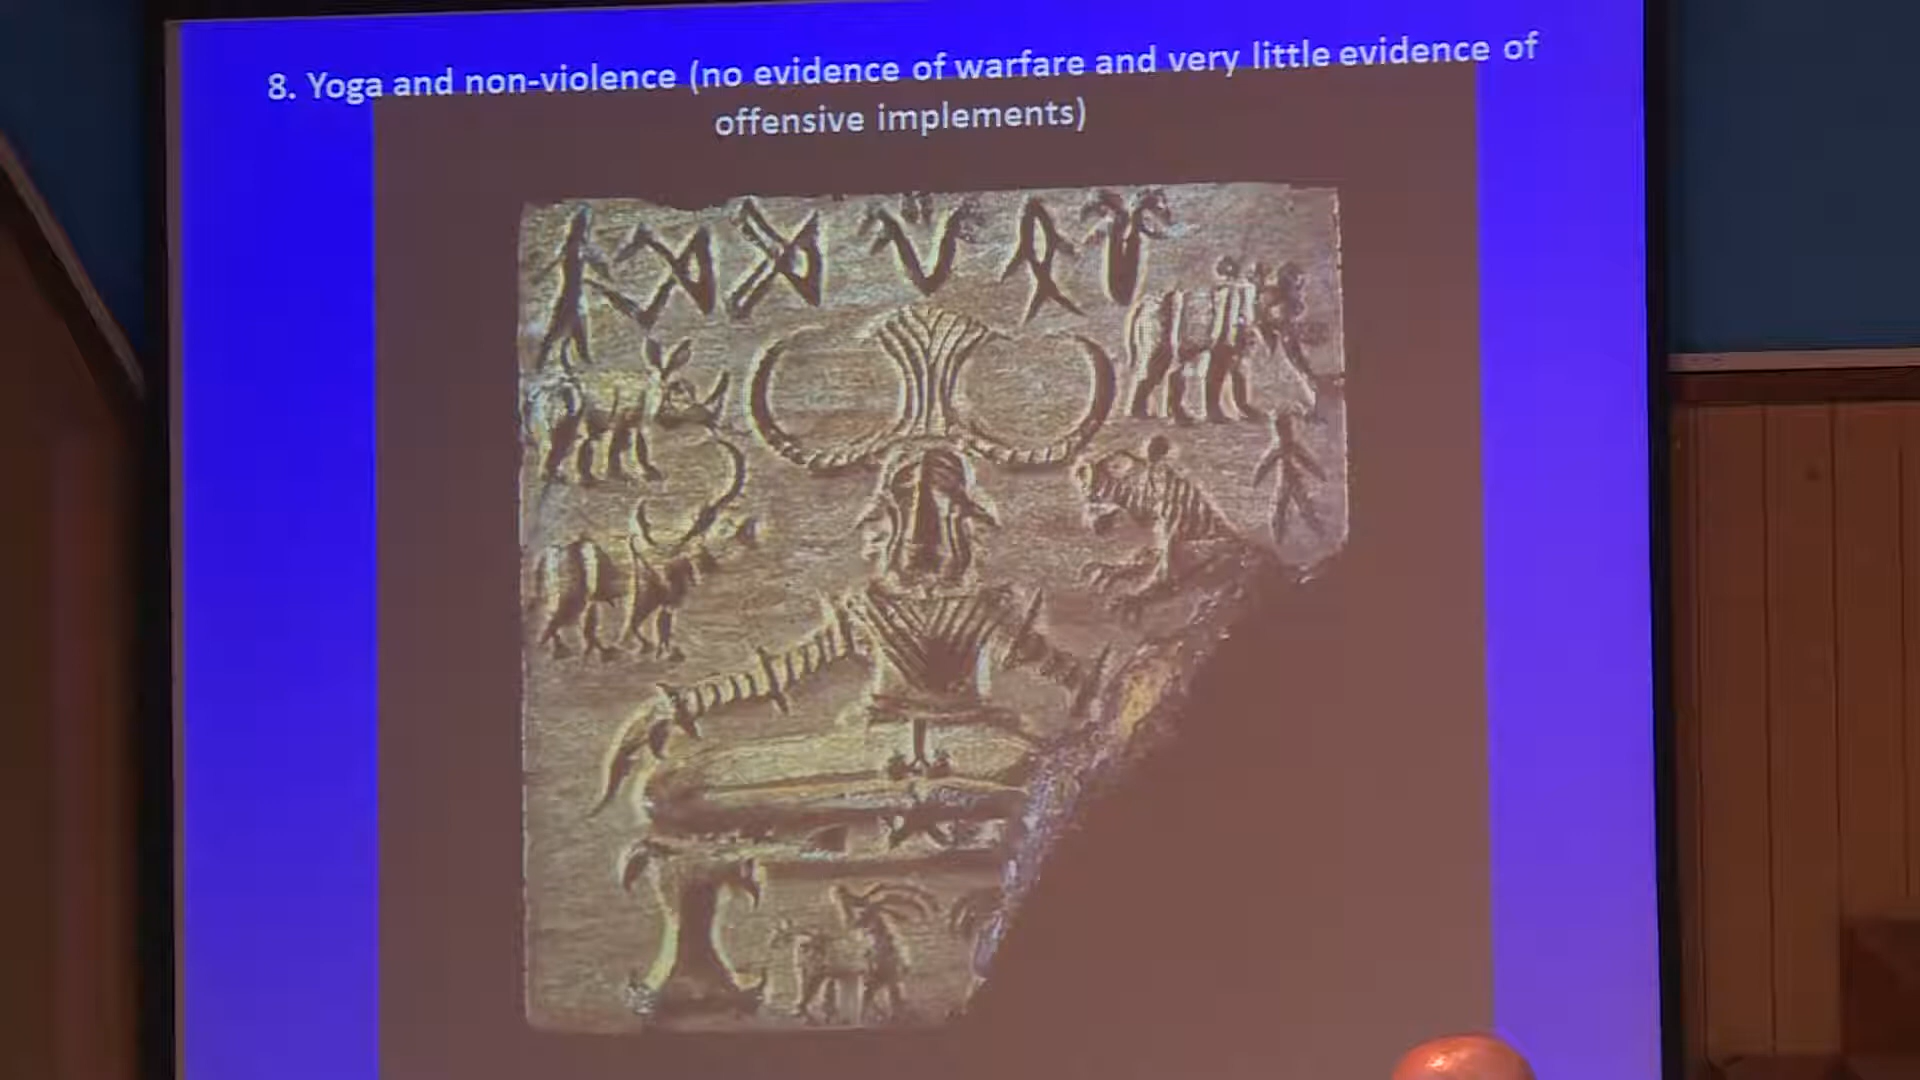 8. Yoga and non-violence (no evidence of warfare and very little evidence of
offensive implements)